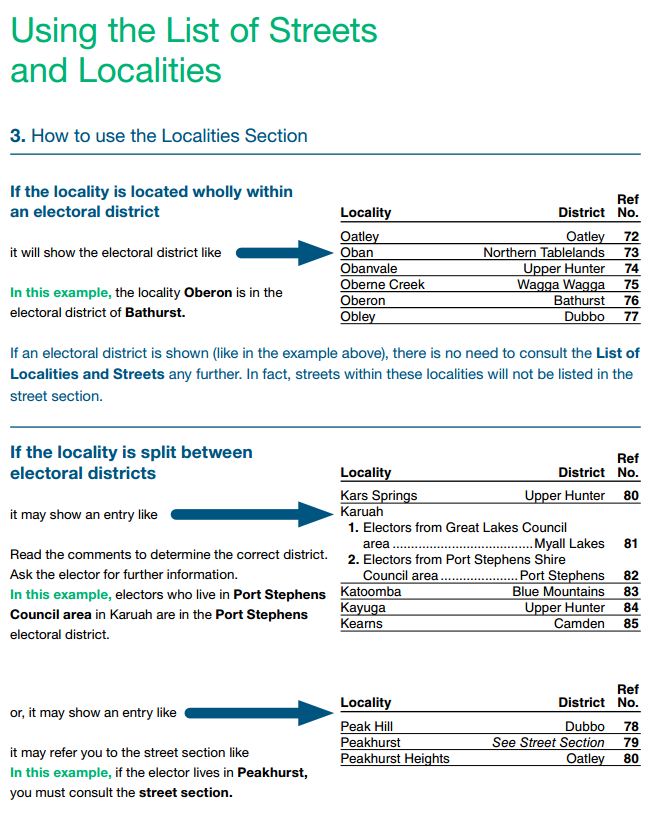 Using the List of Streets
and Localities
3. How to use the Localities Section
If the locality is located wholly within
an electoral district
it will show the electoral district like
In this example, the locality Oberon is in the
electoral district of Bathurst.
Locality District Ref No.
Oatley Oatley 72
Oban Northern Tablelands 73
Obanvale Upper Hunter 74
Oberne Creek Wagga Wagga 75
Oberon Bathurst 76
Obley Dubbo 77
If an electoral district is shown (like in the example above), there is no need to consult the List of
Localities and Streets any further. In fact, streets within these localities will not be listed in the
street section.
If the locality is split between
electoral districts
it may show an entry like
Read the comments to determine the correct district.
Ask the elector for further information.
In this example, electors who live in Port Stephens
Council area in Karuah are in the Port Stephens
electoral district.
Locality District Ref No.
Kars Springs Upper Hunter 80
Karuah
1. Electors from Great Lakes Council
area ..................................... Myall Lakes 81
2. Electors from Port Stephens Shire
Council area ..................... Port Stephens 82
Katoomba Blue Mountains 83
Kayuga Upper Hunter 84
Kearns Camden 85
or, it may show an entry like
it may refer you to the street section like
In this example, if the elector lives in Peakhurst,
you must consult the street section.
Locality District Ref No.
Peak Hill Dubbo 78
Peakhurst See Street Section 79
Peakhurst Heights Oatley 80